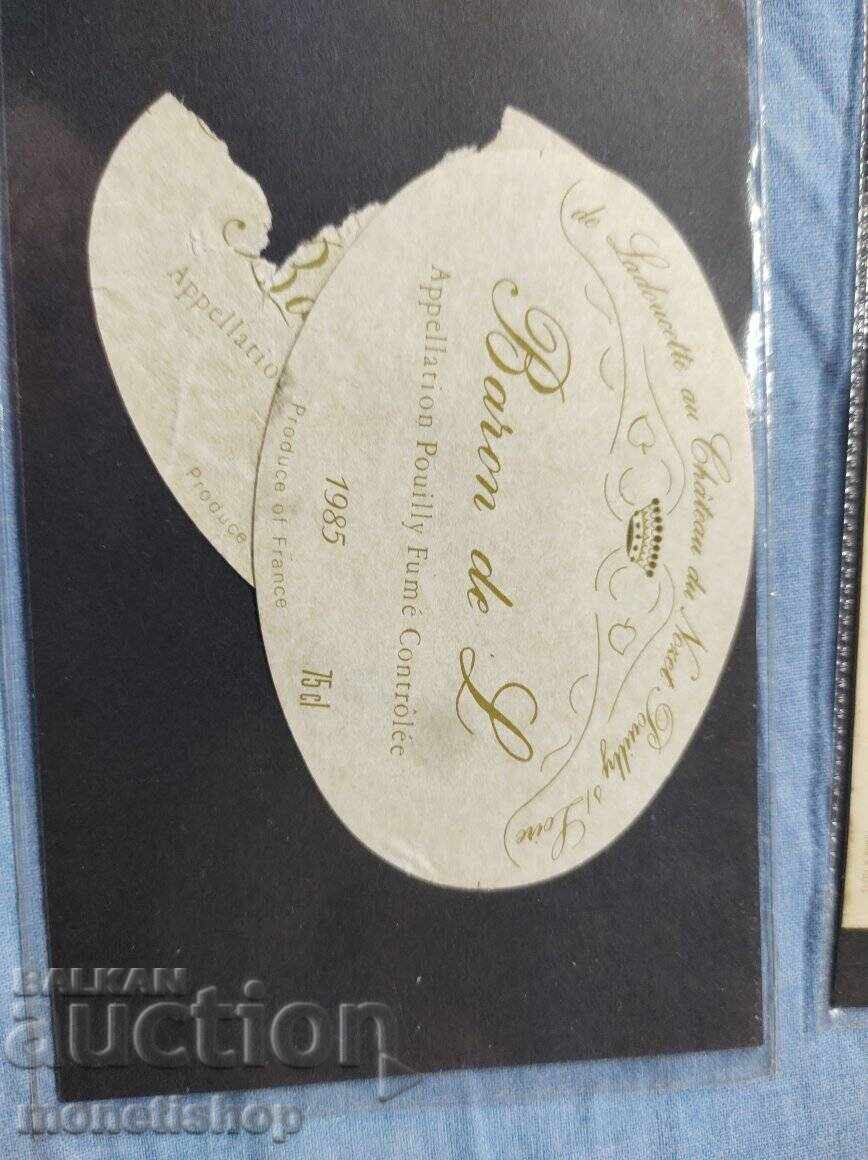 de Ladoucette au Château du Nozet Pouilly s/ Loire
Baron de L
Appellation Pouilly Fumé Contrôlée
1985
75cl
Produce of France
Ba
Appellation
Produce
BALKAN
auction
monetishop